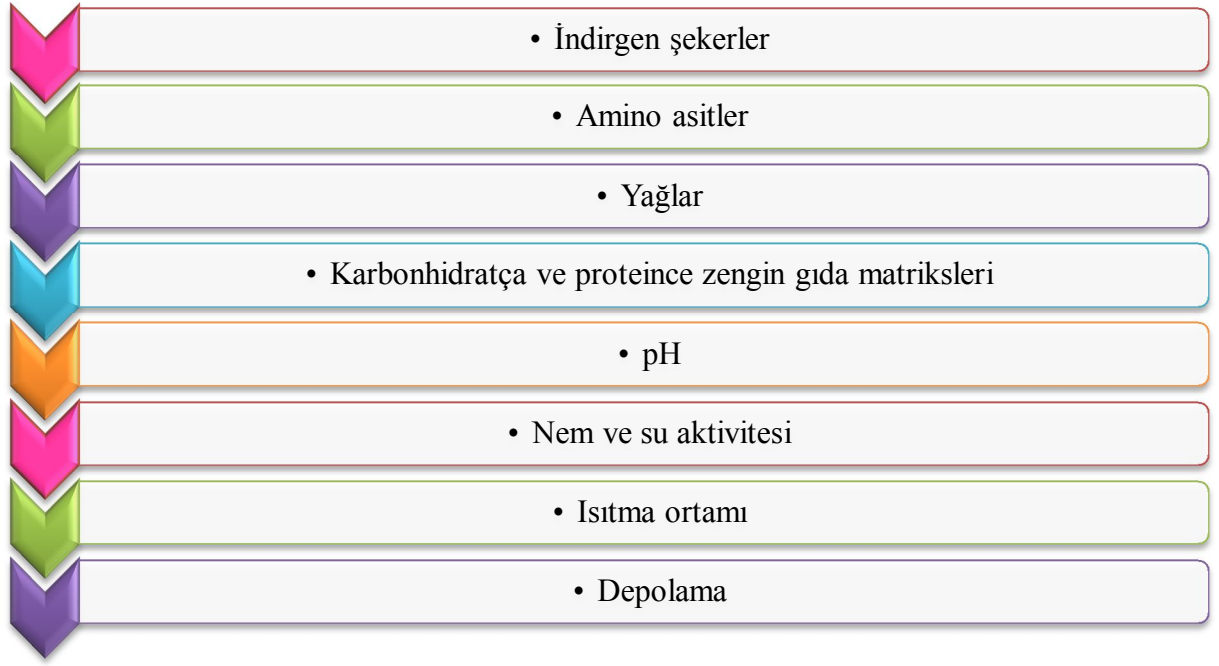 • İndirgen şekerler
• Amino asitler
• Yağlar
• Karbonhidratça ve proteince zengin gıda matriksleri
• pH
• Nem ve su aktivitesi
• Isıtma ortamı
• Depolama